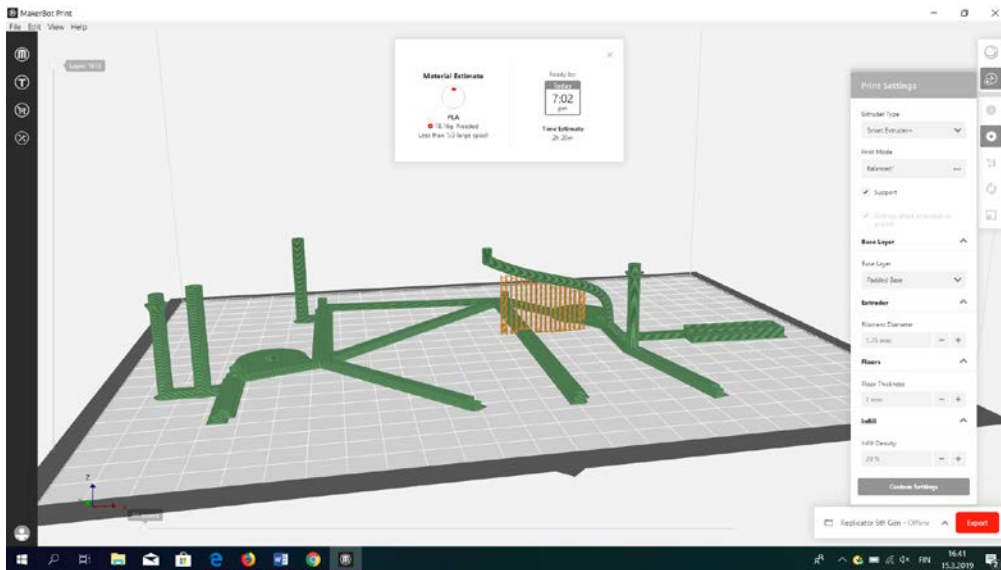 MakerBot Print
File Edit View Help
Material Estimate
PLA
18.16g Needed
Less than 1/2 large spool
Ready by:
Today
7:02
pm
Time Estimate
2h 20m
Print Settings
Extruder Type
Smart Extruder+
Print Mode
Balanced*
Support
Base Layer
Base Layer
Padded Base
Extruder
Filament Diameter
1.75 mm
Floors
Floor Thickness
Infill
Infill Density
20 %
Custom Settings
Replicator 5th Gen - Offline
Export
Z
X
FIN
16.41
15.3.2019